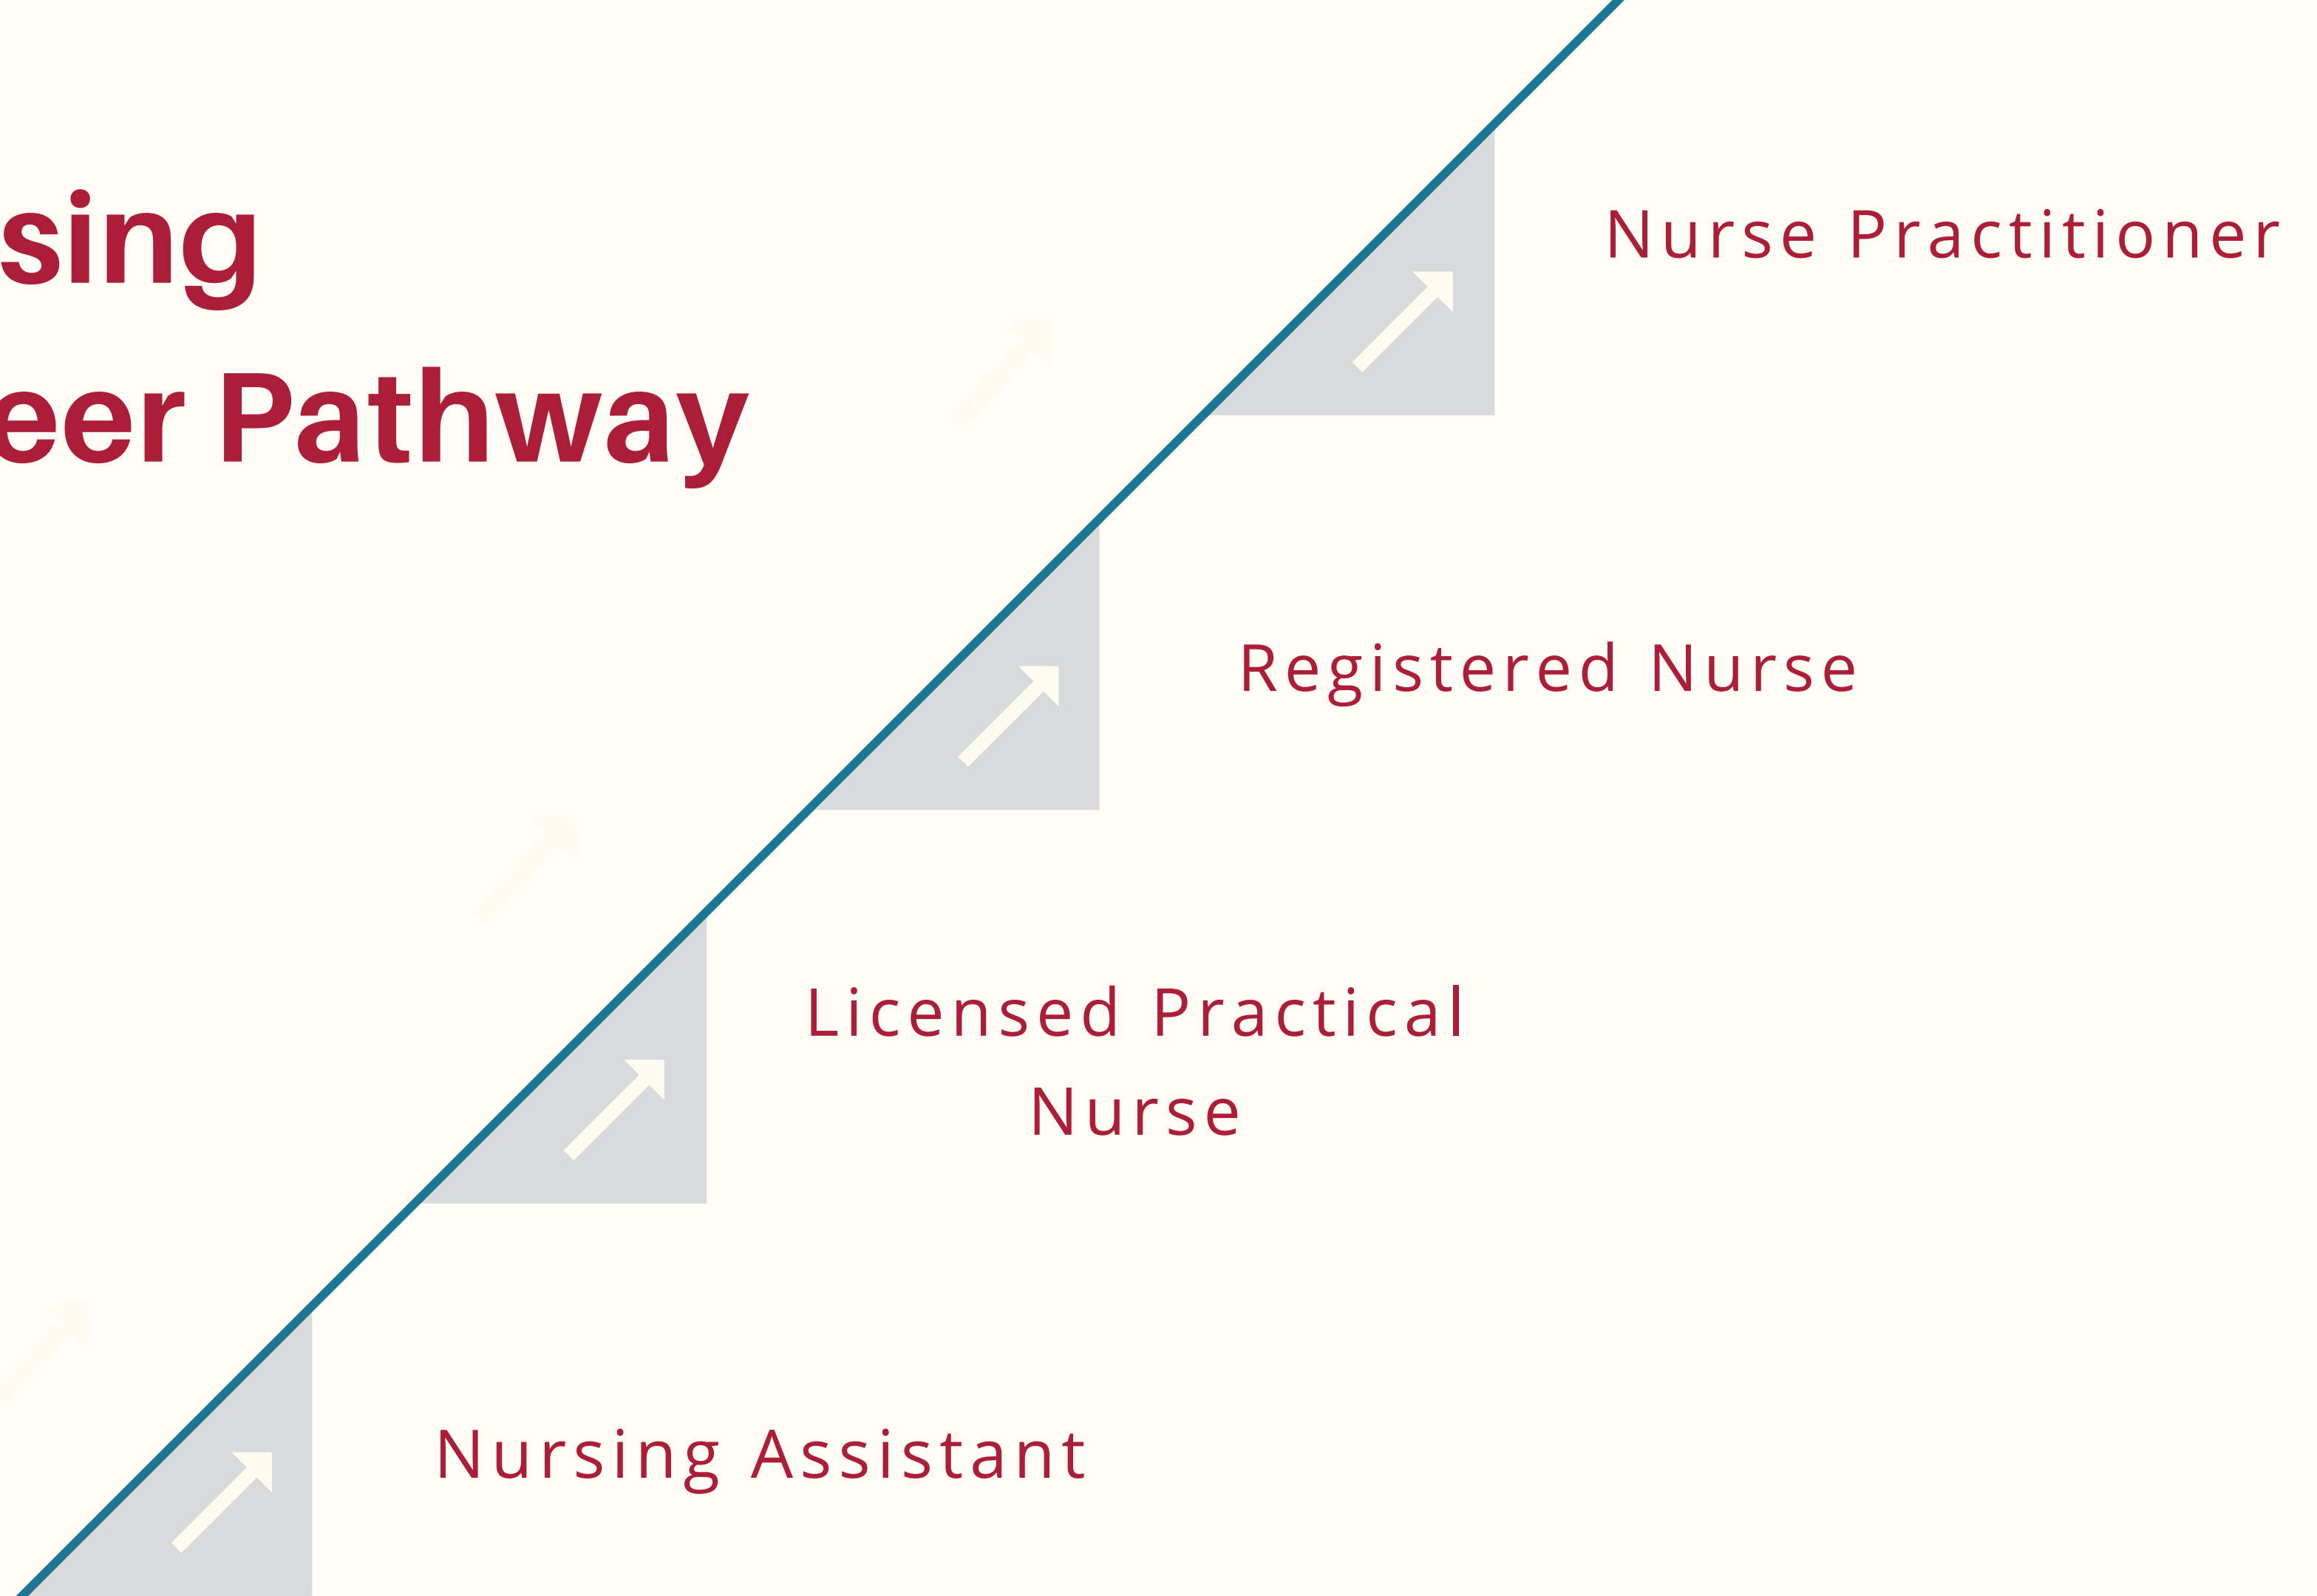 sing
eer Pathway
Nurse Practitioner
Registered Nurse
Licensed Practical
Nurse
Nursing Assistant